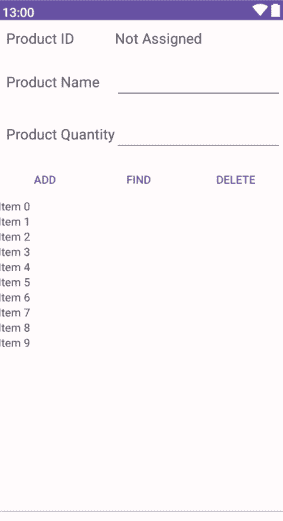 13:00
Product ID Not Assigned
Product Name
Product Quantity
ADD FIND DELETE
Item 0
Item 1
Item 2
Item 3
Item 4
Item 5
Item 6
Item 7
Item 8
Item 9